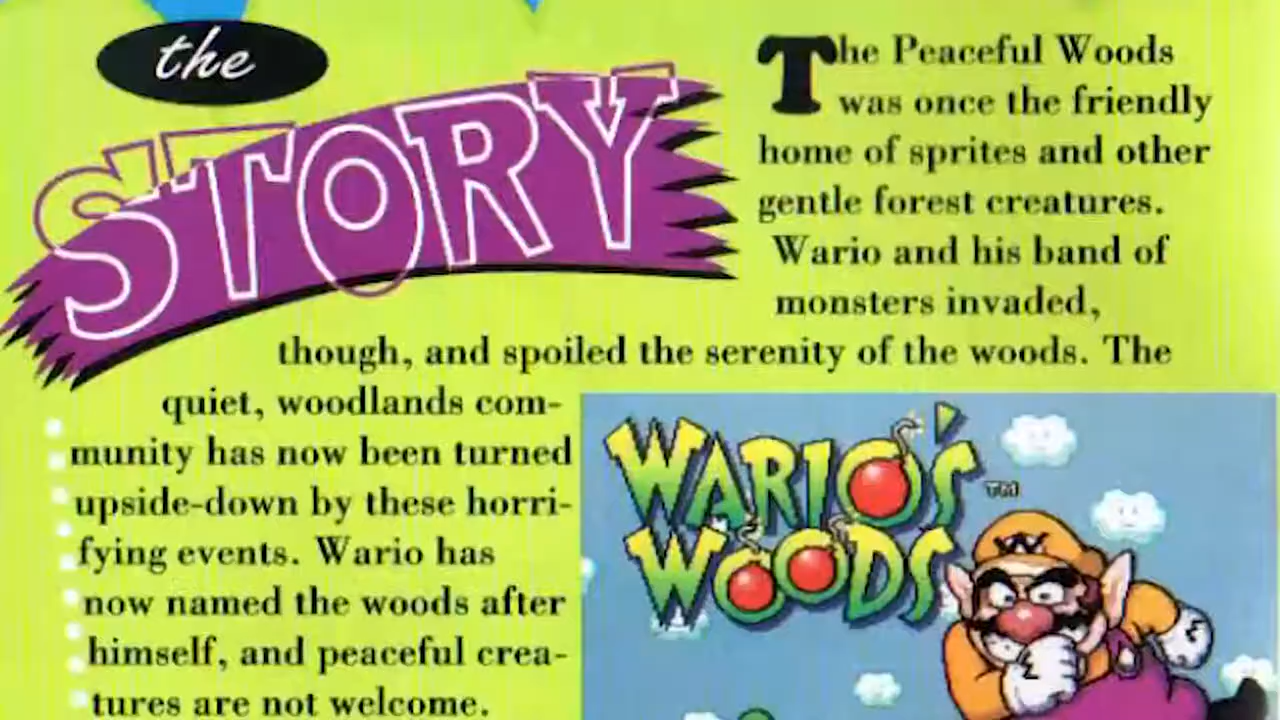 the
STORY
The Peaceful Woods
was once the friendly
home of sprites and other
gentle forest creatures.
Wario and his band of
monsters invaded,
though, and spoiled the serenity of the woods. The
quiet, woodlands com-
munity has now been turned
upside-down by these horri-
fying events. Wario has
now named the woods after
himself, and peaceful crea-
tures are not welcome.
WARIO'S
WOODS
TM
W